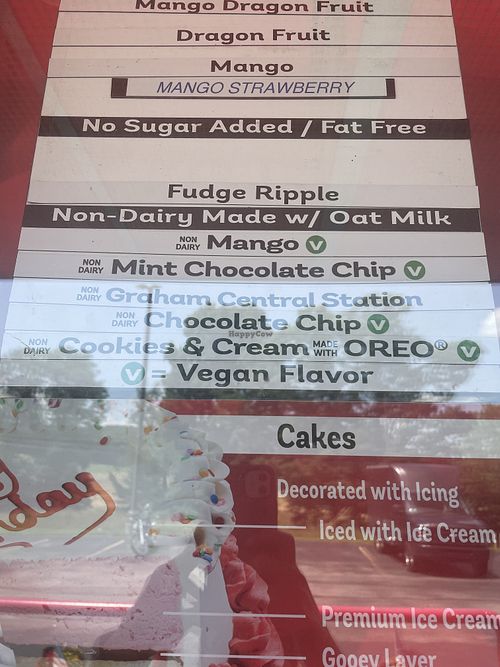 Mango Dragon Fruit
Dragon Fruit
Mango
MANGO STRAWBERRY
No Sugar Added / Fat Free
Fudge Ripple
Non-Dairy Made w/ Oat Milk
NON DAIRY Mango V
NON DAIRY Mint Chocolate Chip V
NON DAIRY Graham Central Station
NON DAIRY Chocolate Chip V
HappyCow
NON DAIRY Cookies & Cream MADE WITH OREO® V
V = Vegan Flavor
Cakes
Decorated with Icing
day
Iced with Ice Cream
Premium Ice Cream
Gooey Layer